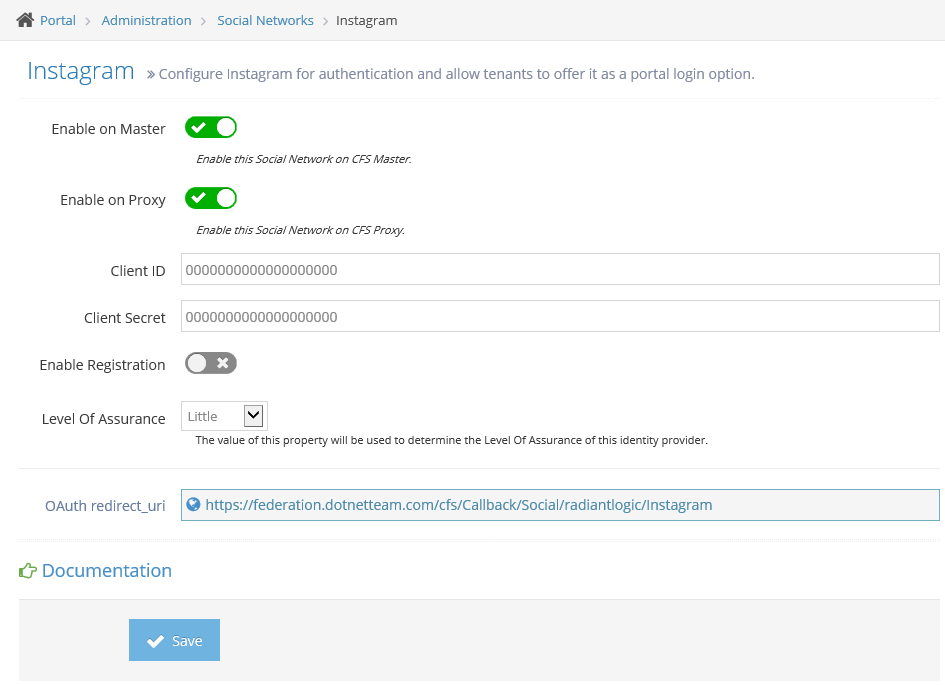 Portal > Administration > Social Networks > Instagram
Instagram » Configure Instagram for authentication and allow tenants to offer it as a portal login option.
Enable on Master
Enable this Social Network on CFS Master.
Enable on Proxy
Enable this Social Network on CFS Proxy.
Client ID 0000000000000000000
Client Secret 0000000000000000000
Enable Registration
Level Of Assurance Little
The value of this property will be used to determine the Level Of Assurance of this identity provider.
OAuth redirect_uri https://federation.dotnetteam.com/cfs/Callback/Social/radiantlogic/Instagram
Documentation
Save